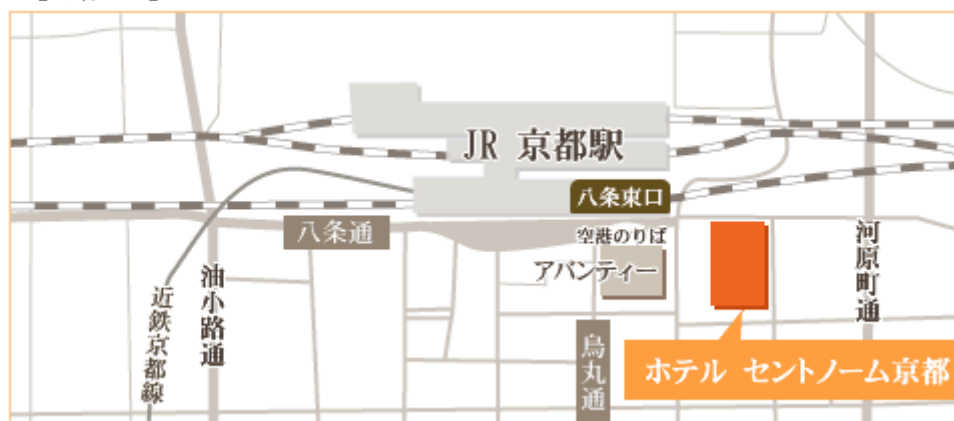 JR 京都駅
八条東口
八条通
空港のりば
アバンティー
河原町通
油小路通
近鉄京都線
烏丸通
ホテル セントノーム京都